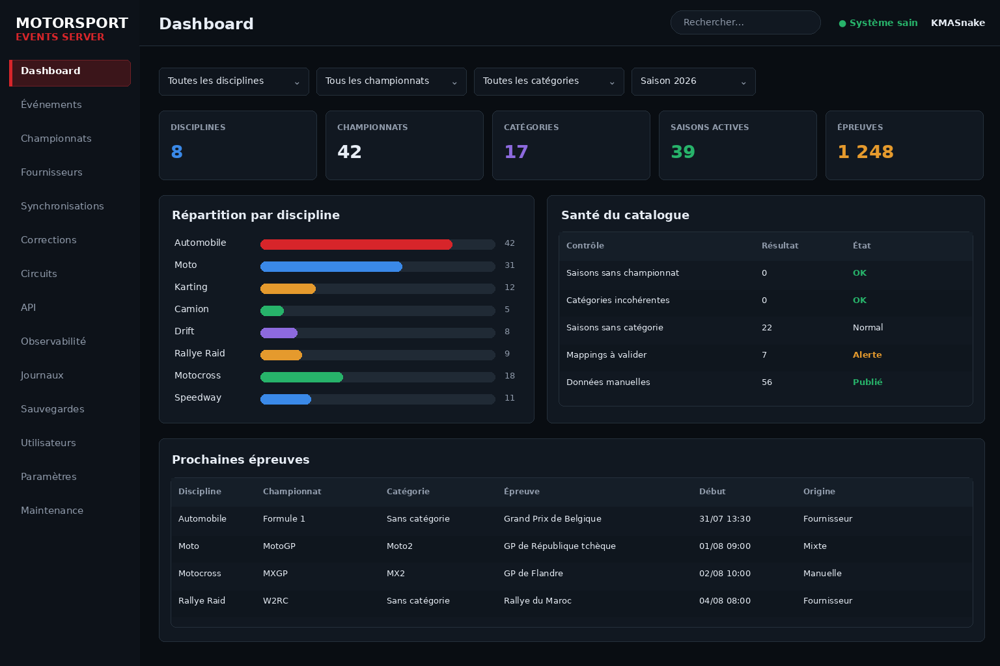 MOTORSPORT
EVENTS SERVER
Dashboard
Événements
Championnats
Fournisseurs
Synchronisations
Corrections
Circuits
API
Observabilité
Journaux
Sauvegardes
Utilisateurs
Paramètres
Maintenance
Dashboard
Rechercher...
Système sain
KMASnake
Toutes les disciplines
Tous les championnats
Toutes les catégories
Saison 2026
DISCIPLINES
8
CHAMPIONNATS
42
CATÉGORIES
17
SAISONS ACTIVES
39
ÉPREUVES
1 248
Répartition par discipline
Automobile 42
Moto 31
Karting 12
Camion 5
Drift 8
Rallye Raid 9
Motocross 18
Speedway 11
Santé du catalogue
Contrôle Résultat État
Saisons sans championnat 0 OK
Catégories incohérentes 0 OK
Saisons sans catégorie 22 Normal
Mappings à valider 7 Alerte
Données manuelles 56 Publié
Prochaines épreuves
Discipline Championnat Catégorie Épreuve Début Origine
Automobile Formule 1 Sans catégorie Grand Prix de Belgique 31/07 13:30 Fournisseur
Moto MotoGP Moto2 GP de République tchèque 01/08 09:00 Mixte
Motocross MXGP MX2 GP de Flandre 02/08 10:00 Manuelle
Rallye Raid W2RC Sans catégorie Rallye du Maroc 04/08 08:00 Fournisseur